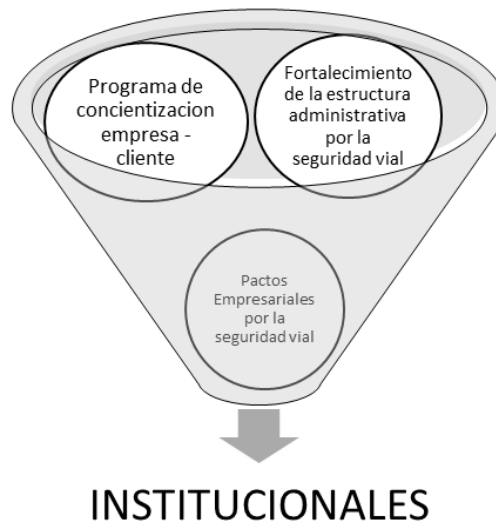 Programa de
concientizacion
empresa -
cliente
Fortalecimiento
de la estructura
administrativa
por la
seguridad vial
Pactos
Empresariales
por la
seguridad vial
INSTITUCIONALES